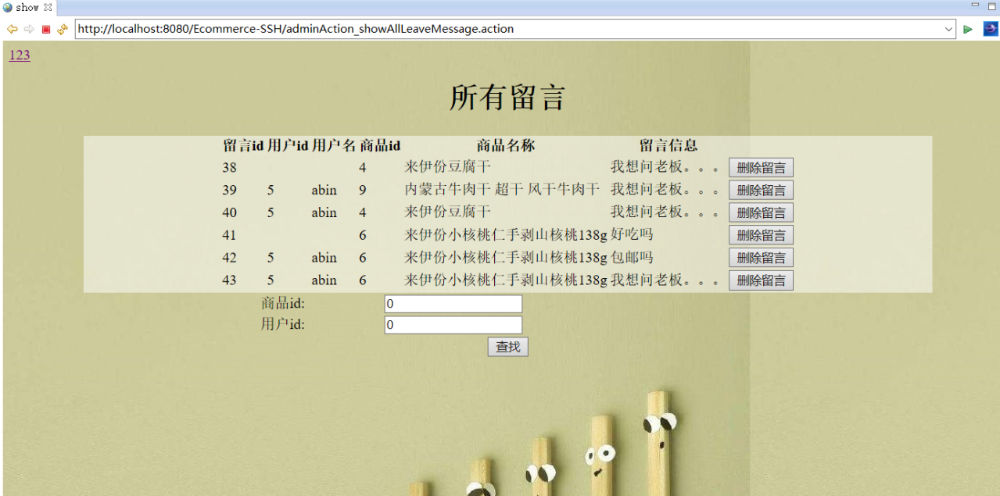 show
http://localhost:8080/Ecommerce-SSH/adminAction_showAllLeaveMessage.action
123
所有留言
留言id 用户id 用户名 商品id 商品名称 留言信息
38 4 来伊份豆腐干 我想问老板。。。 删除留言
39 5 abin 9 内蒙古牛肉干 超干 风干牛肉干 我想问老板。。。 删除留言
40 5 abin 4 来伊份豆腐干 我想问老板。。。 删除留言
41 6 来伊份小核桃仁手剥山核桃138g 好吃吗 删除留言
42 5 abin 6 来伊份小核桃仁手剥山核桃138g 包邮吗 删除留言
43 5 abin 6 来伊份小核桃仁手剥山核桃138g 我想问老板。。。 删除留言
商品id: 0
用户id: 0
查找